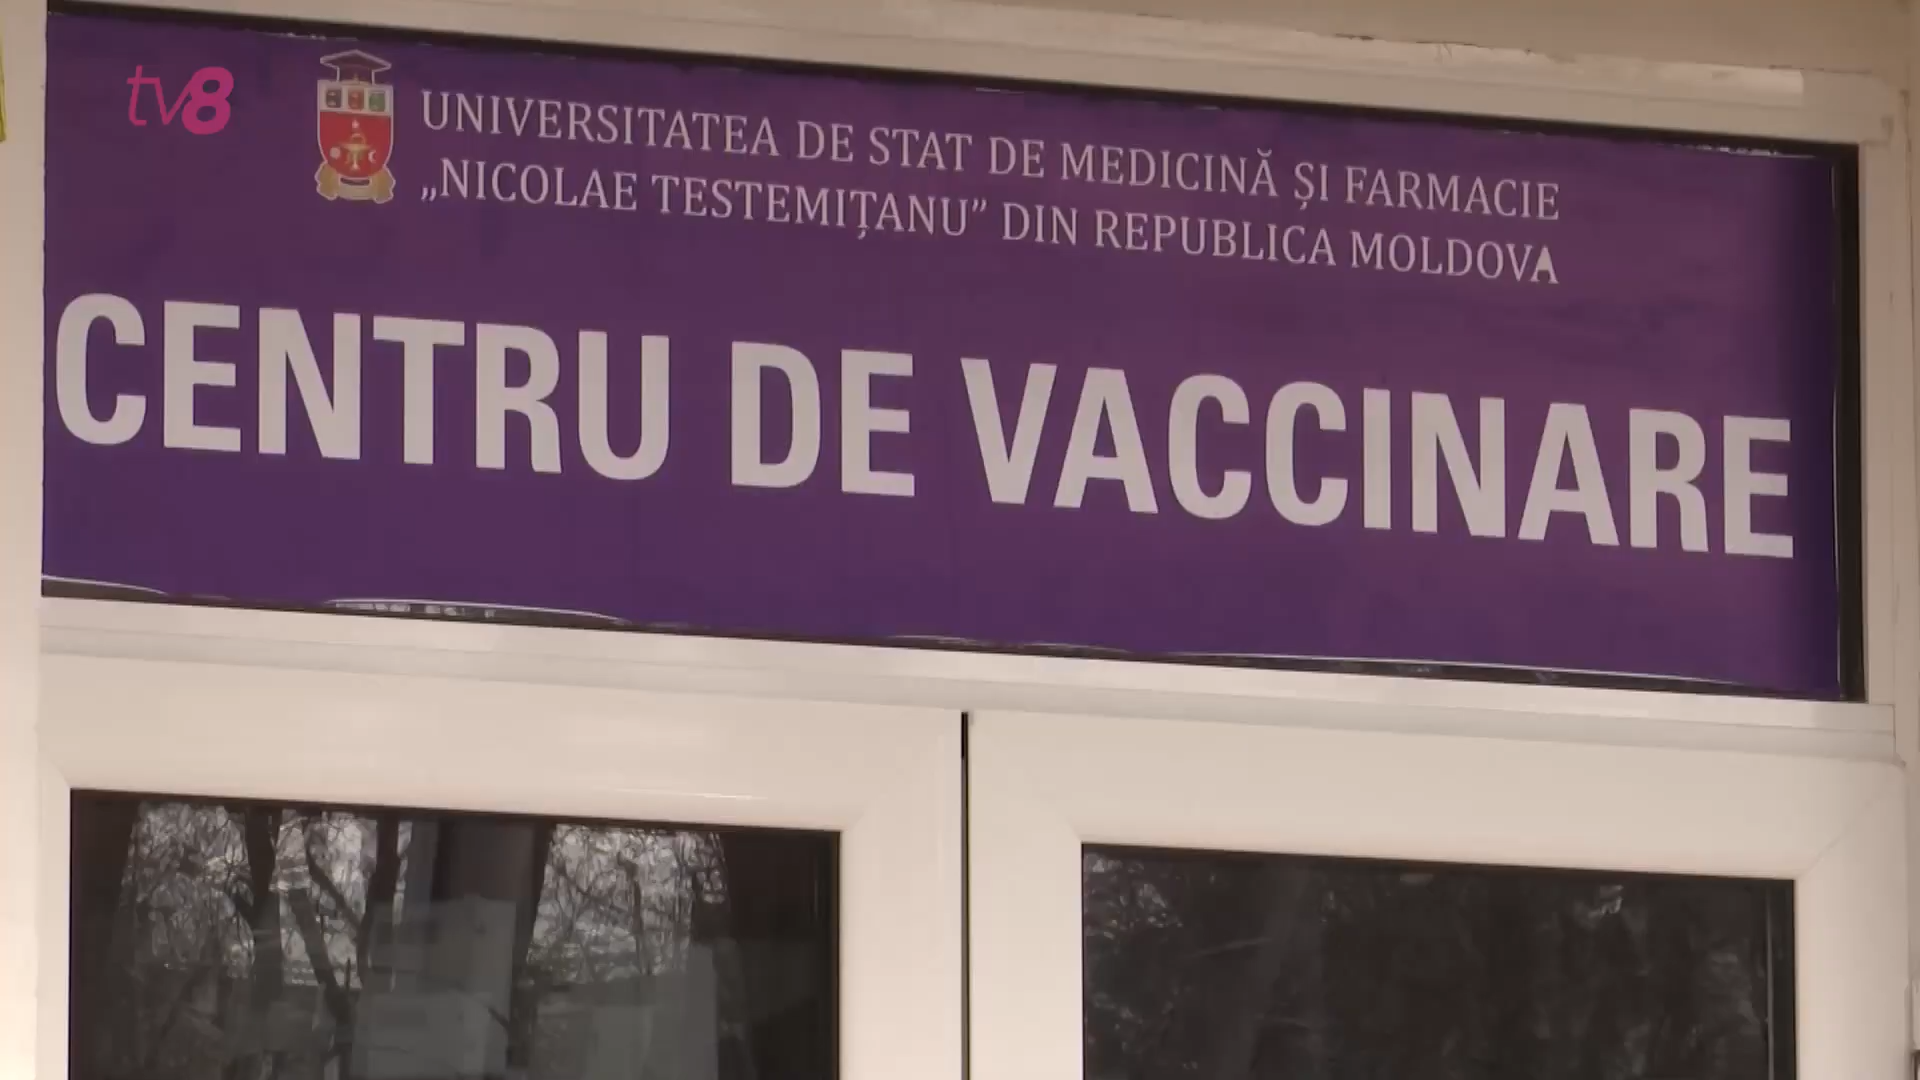 tv8
UNIVERSITATEA DE STAT DE MEDICINĂ ȘI FARMACIE
„NICOLAE TESTEMIȚANU” DIN REPUBLICA MOLDOVA
CENTRU DE VACCINARE